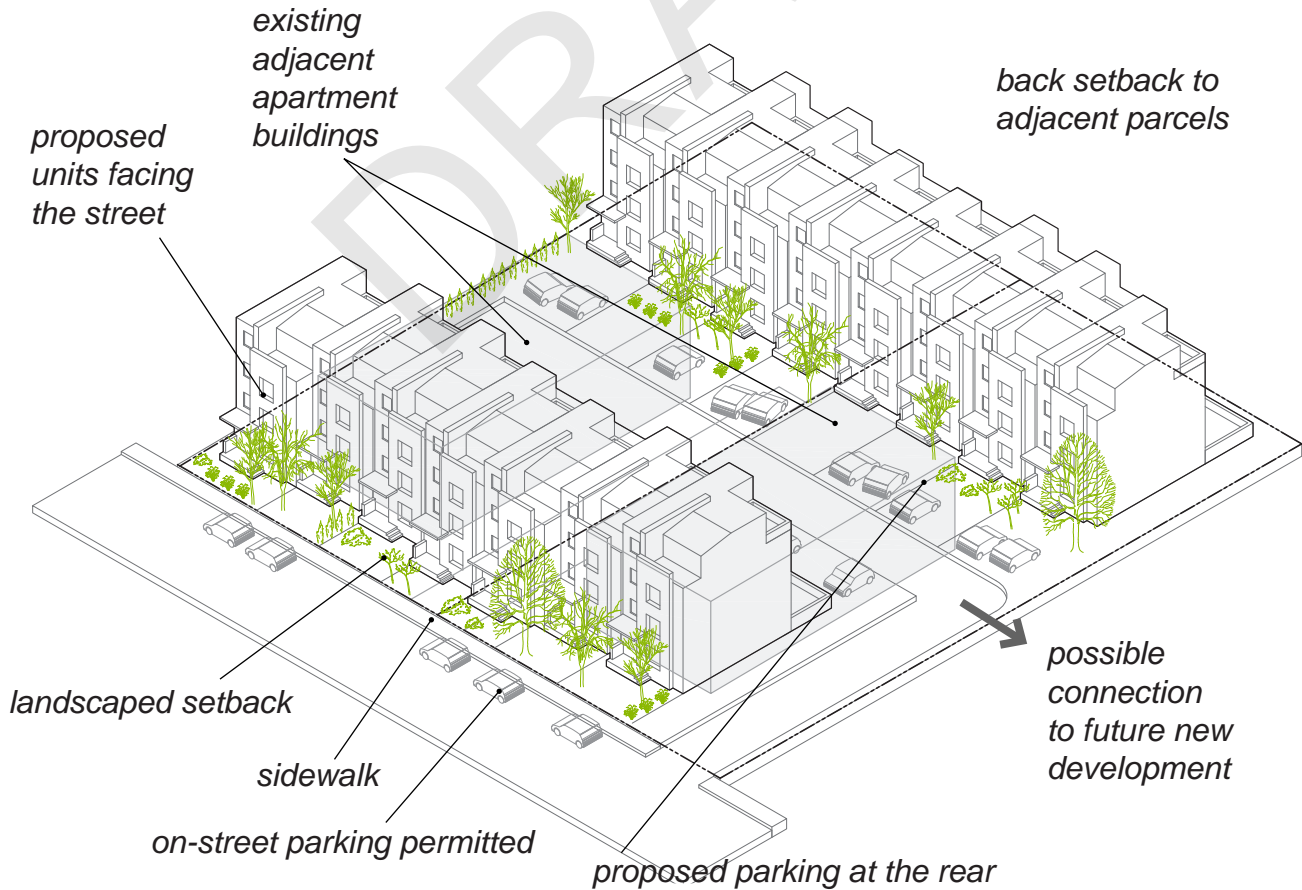 existing
adjacent
apartment
buildings
back setback to
adjacent parcels
proposed
units facing
the street
landscaped setback
sidewalk
on-street parking permitted
proposed parking at the rear
possible
connection
to future new
development